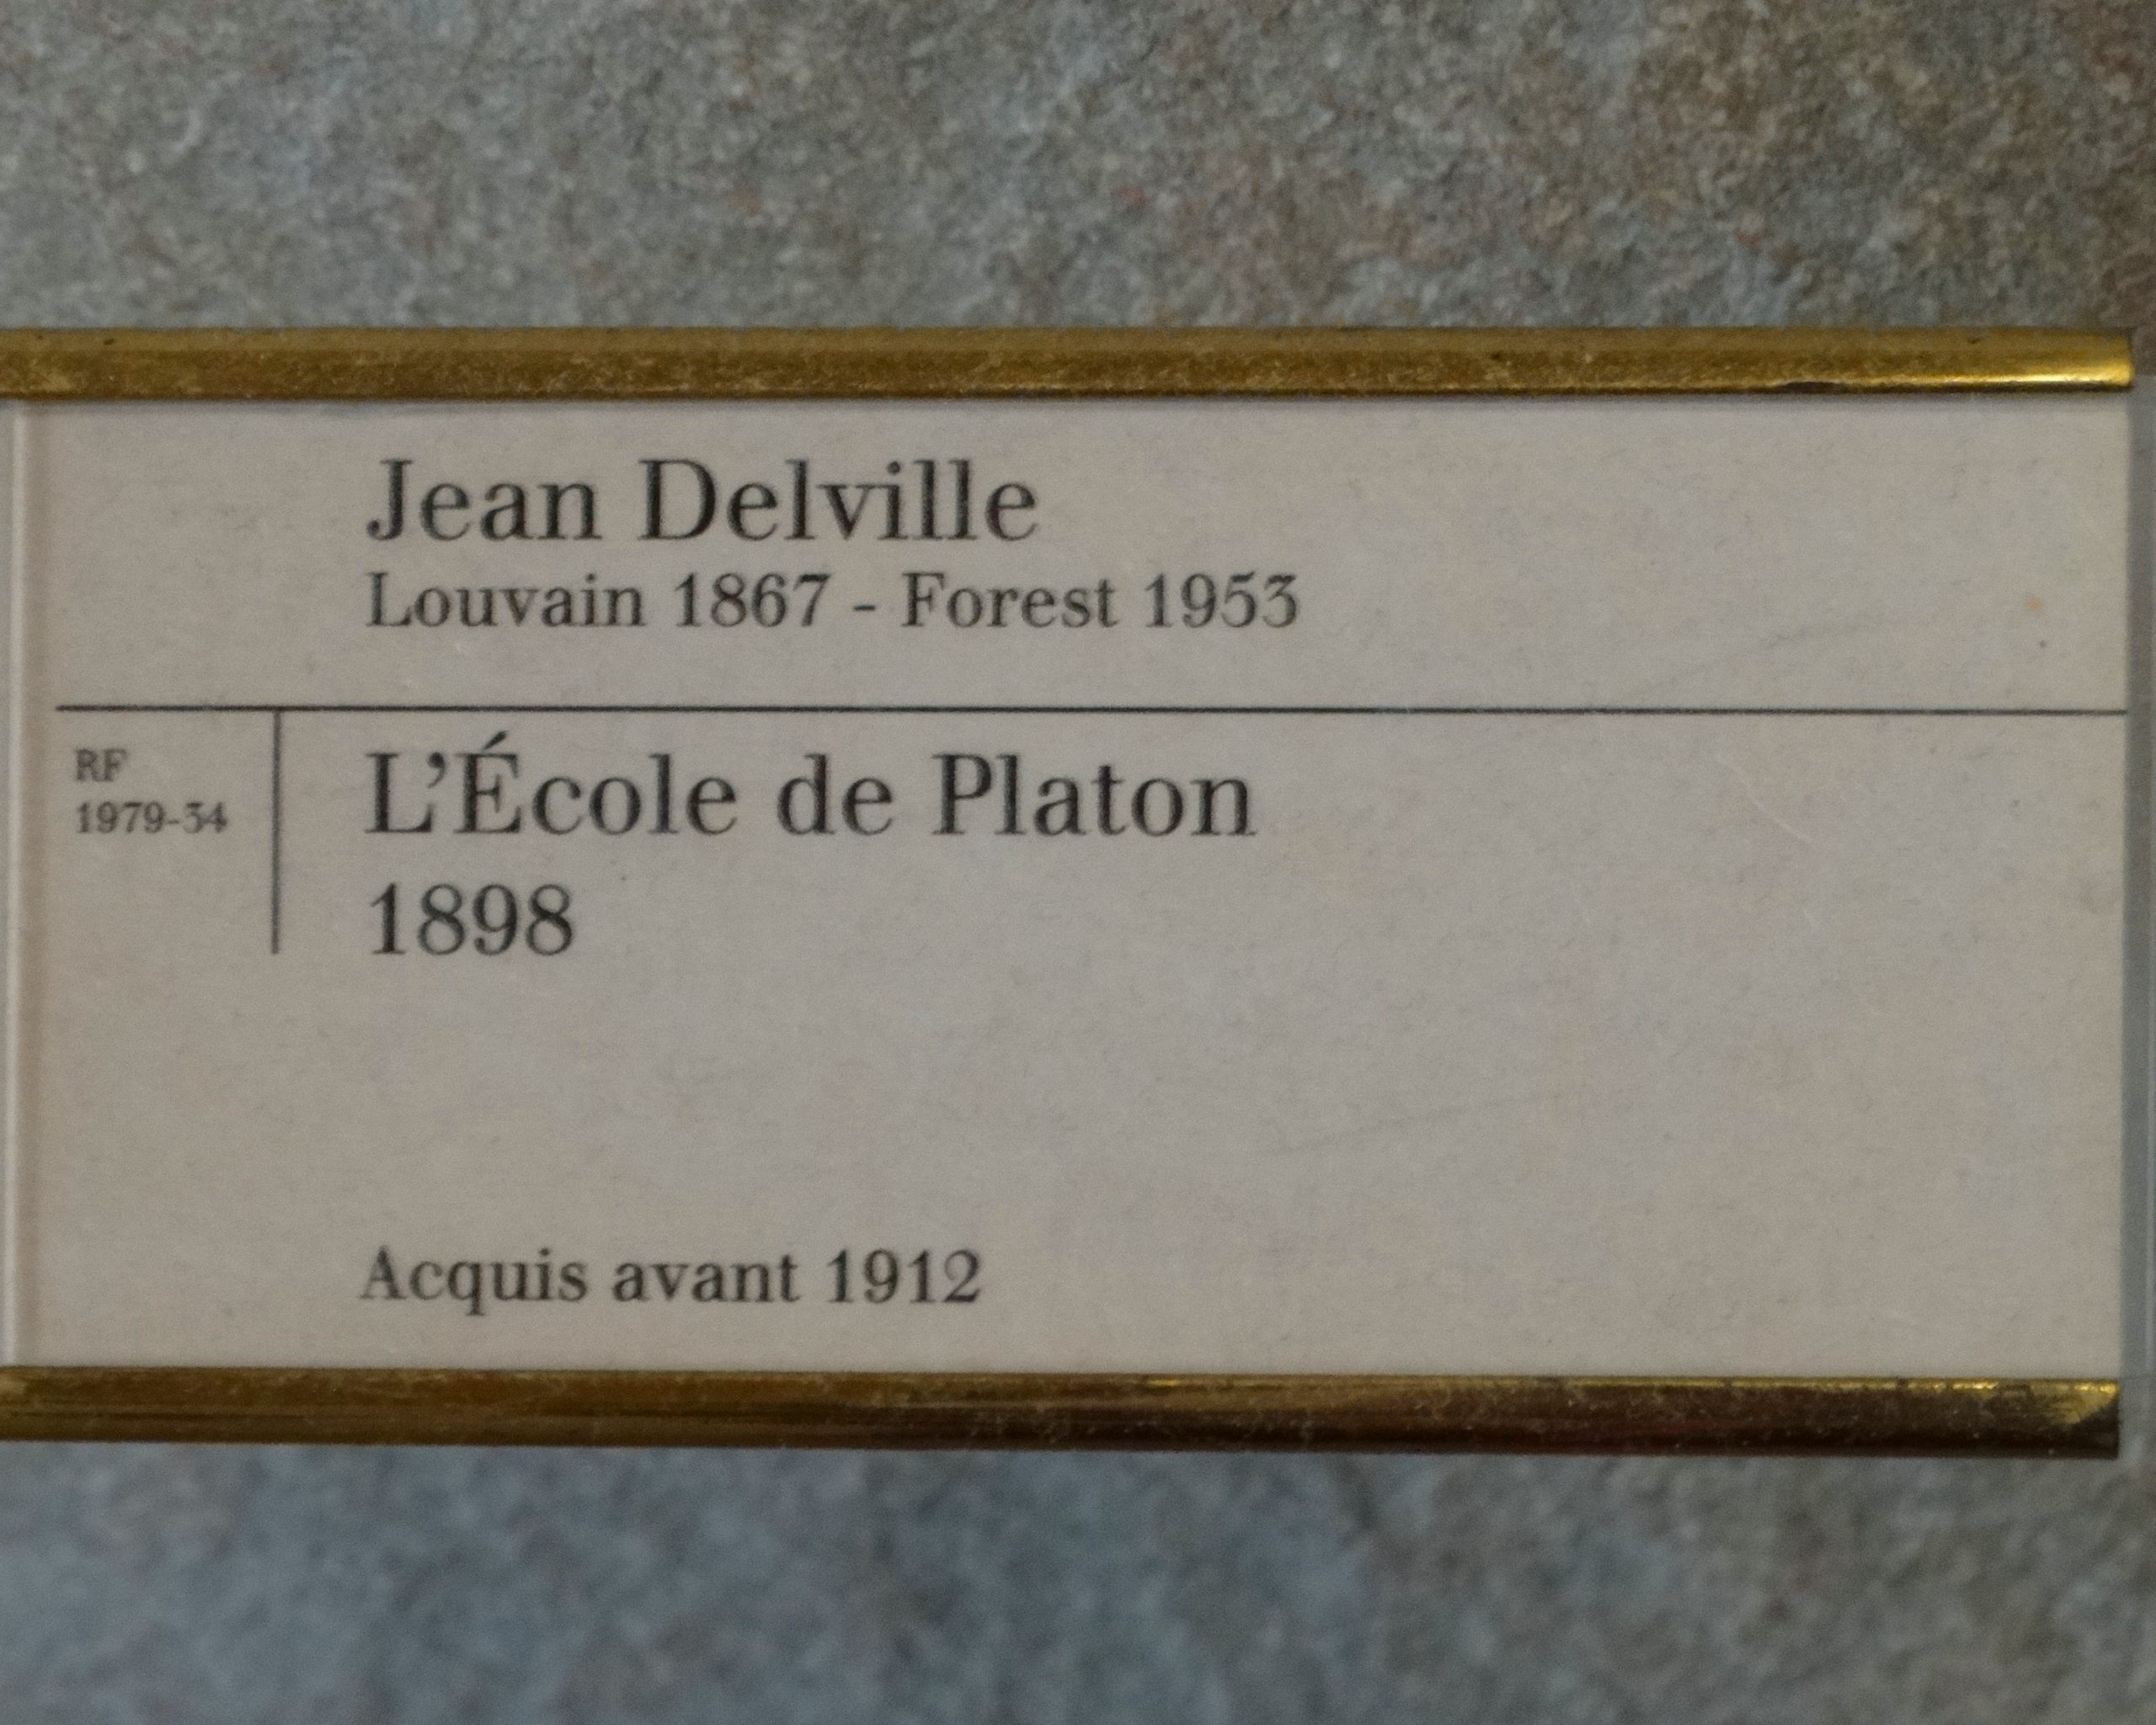 Jean Delville
Louvain 1867 - Forest 1953
RF
1979-34
L'École de Platon
1898
Acquis avant 1912